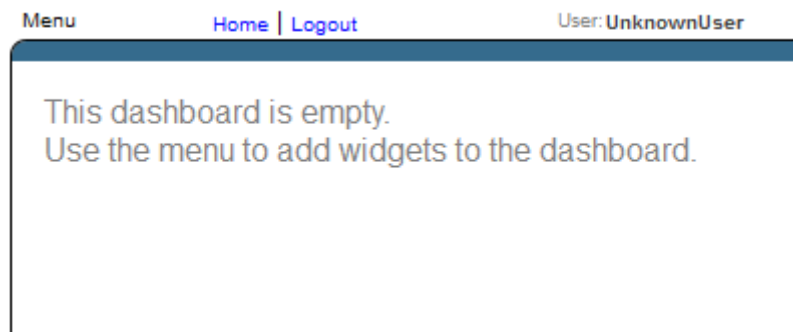 Menu Home | Logout User: UnknownUser
This dashboard is empty.
Use the menu to add widgets to the dashboard.